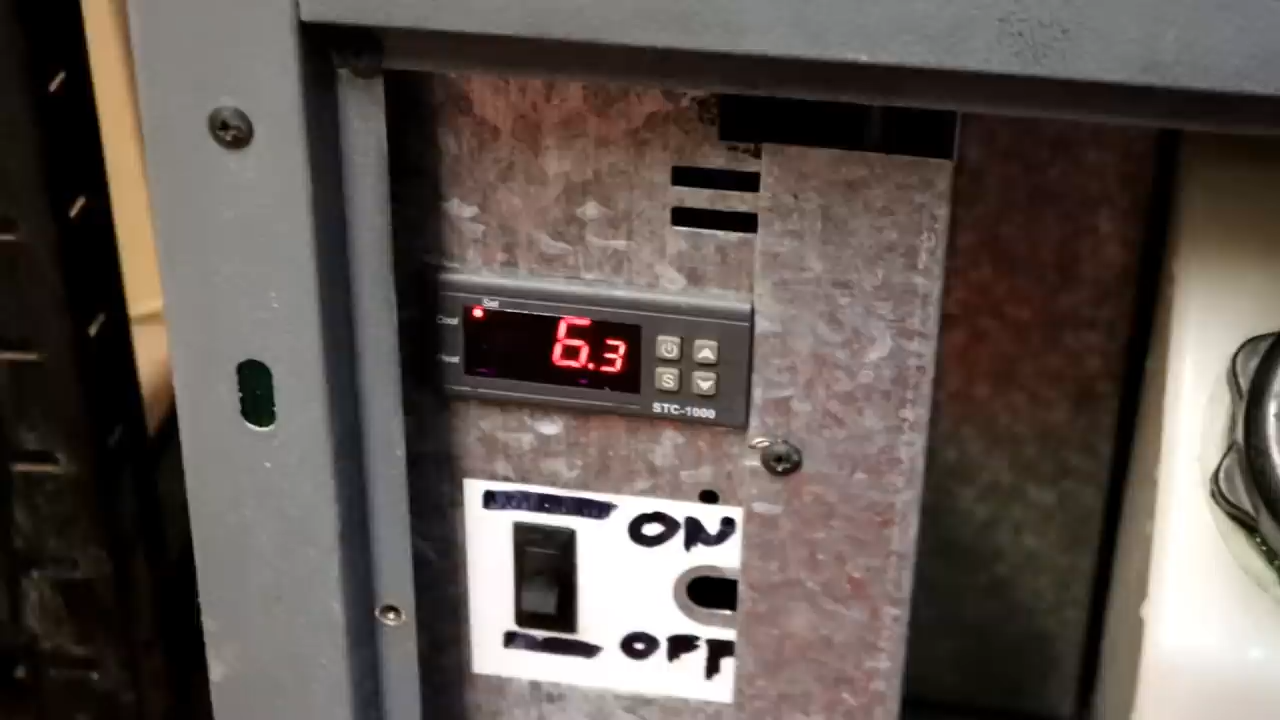 Set
Cool
6.3
Heat
S
STC-1000
ON
OFF